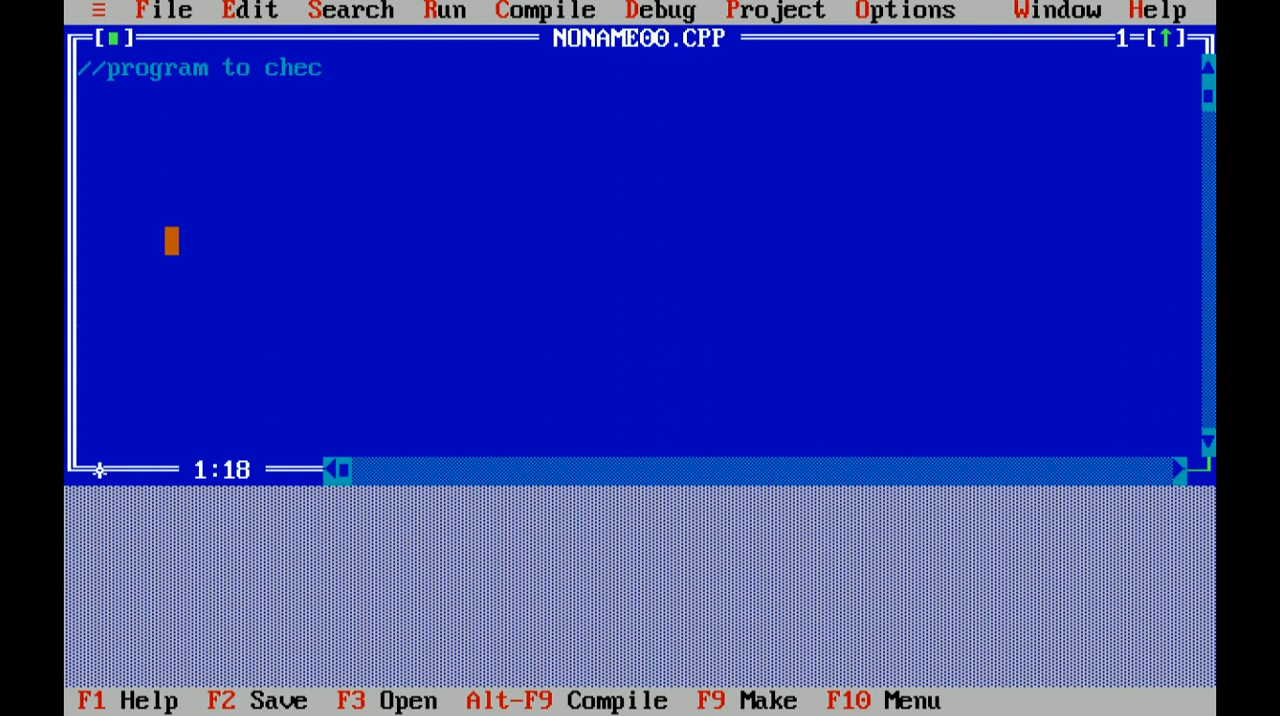 ≡ File Edit Search Run Compile Debug Project Options Window Help
[■] NONAME00.CPP 1=[↑]
//program to chec
1:18
F1 Help F2 Save F3 Open Alt-F9 Compile F9 Make F10 Menu